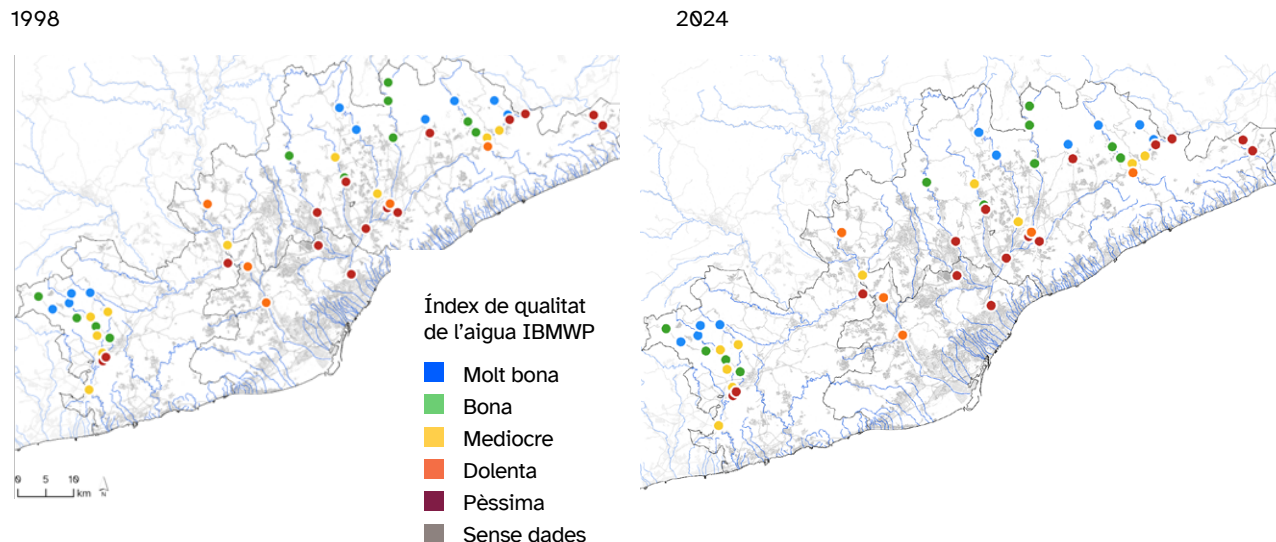 1998
2024
Índex de qualitat
de l’aigua IBMWP
Molt bona
Bona
Mediocre
Dolenta
Pèssima
Sense dades
0 5 10
km
N